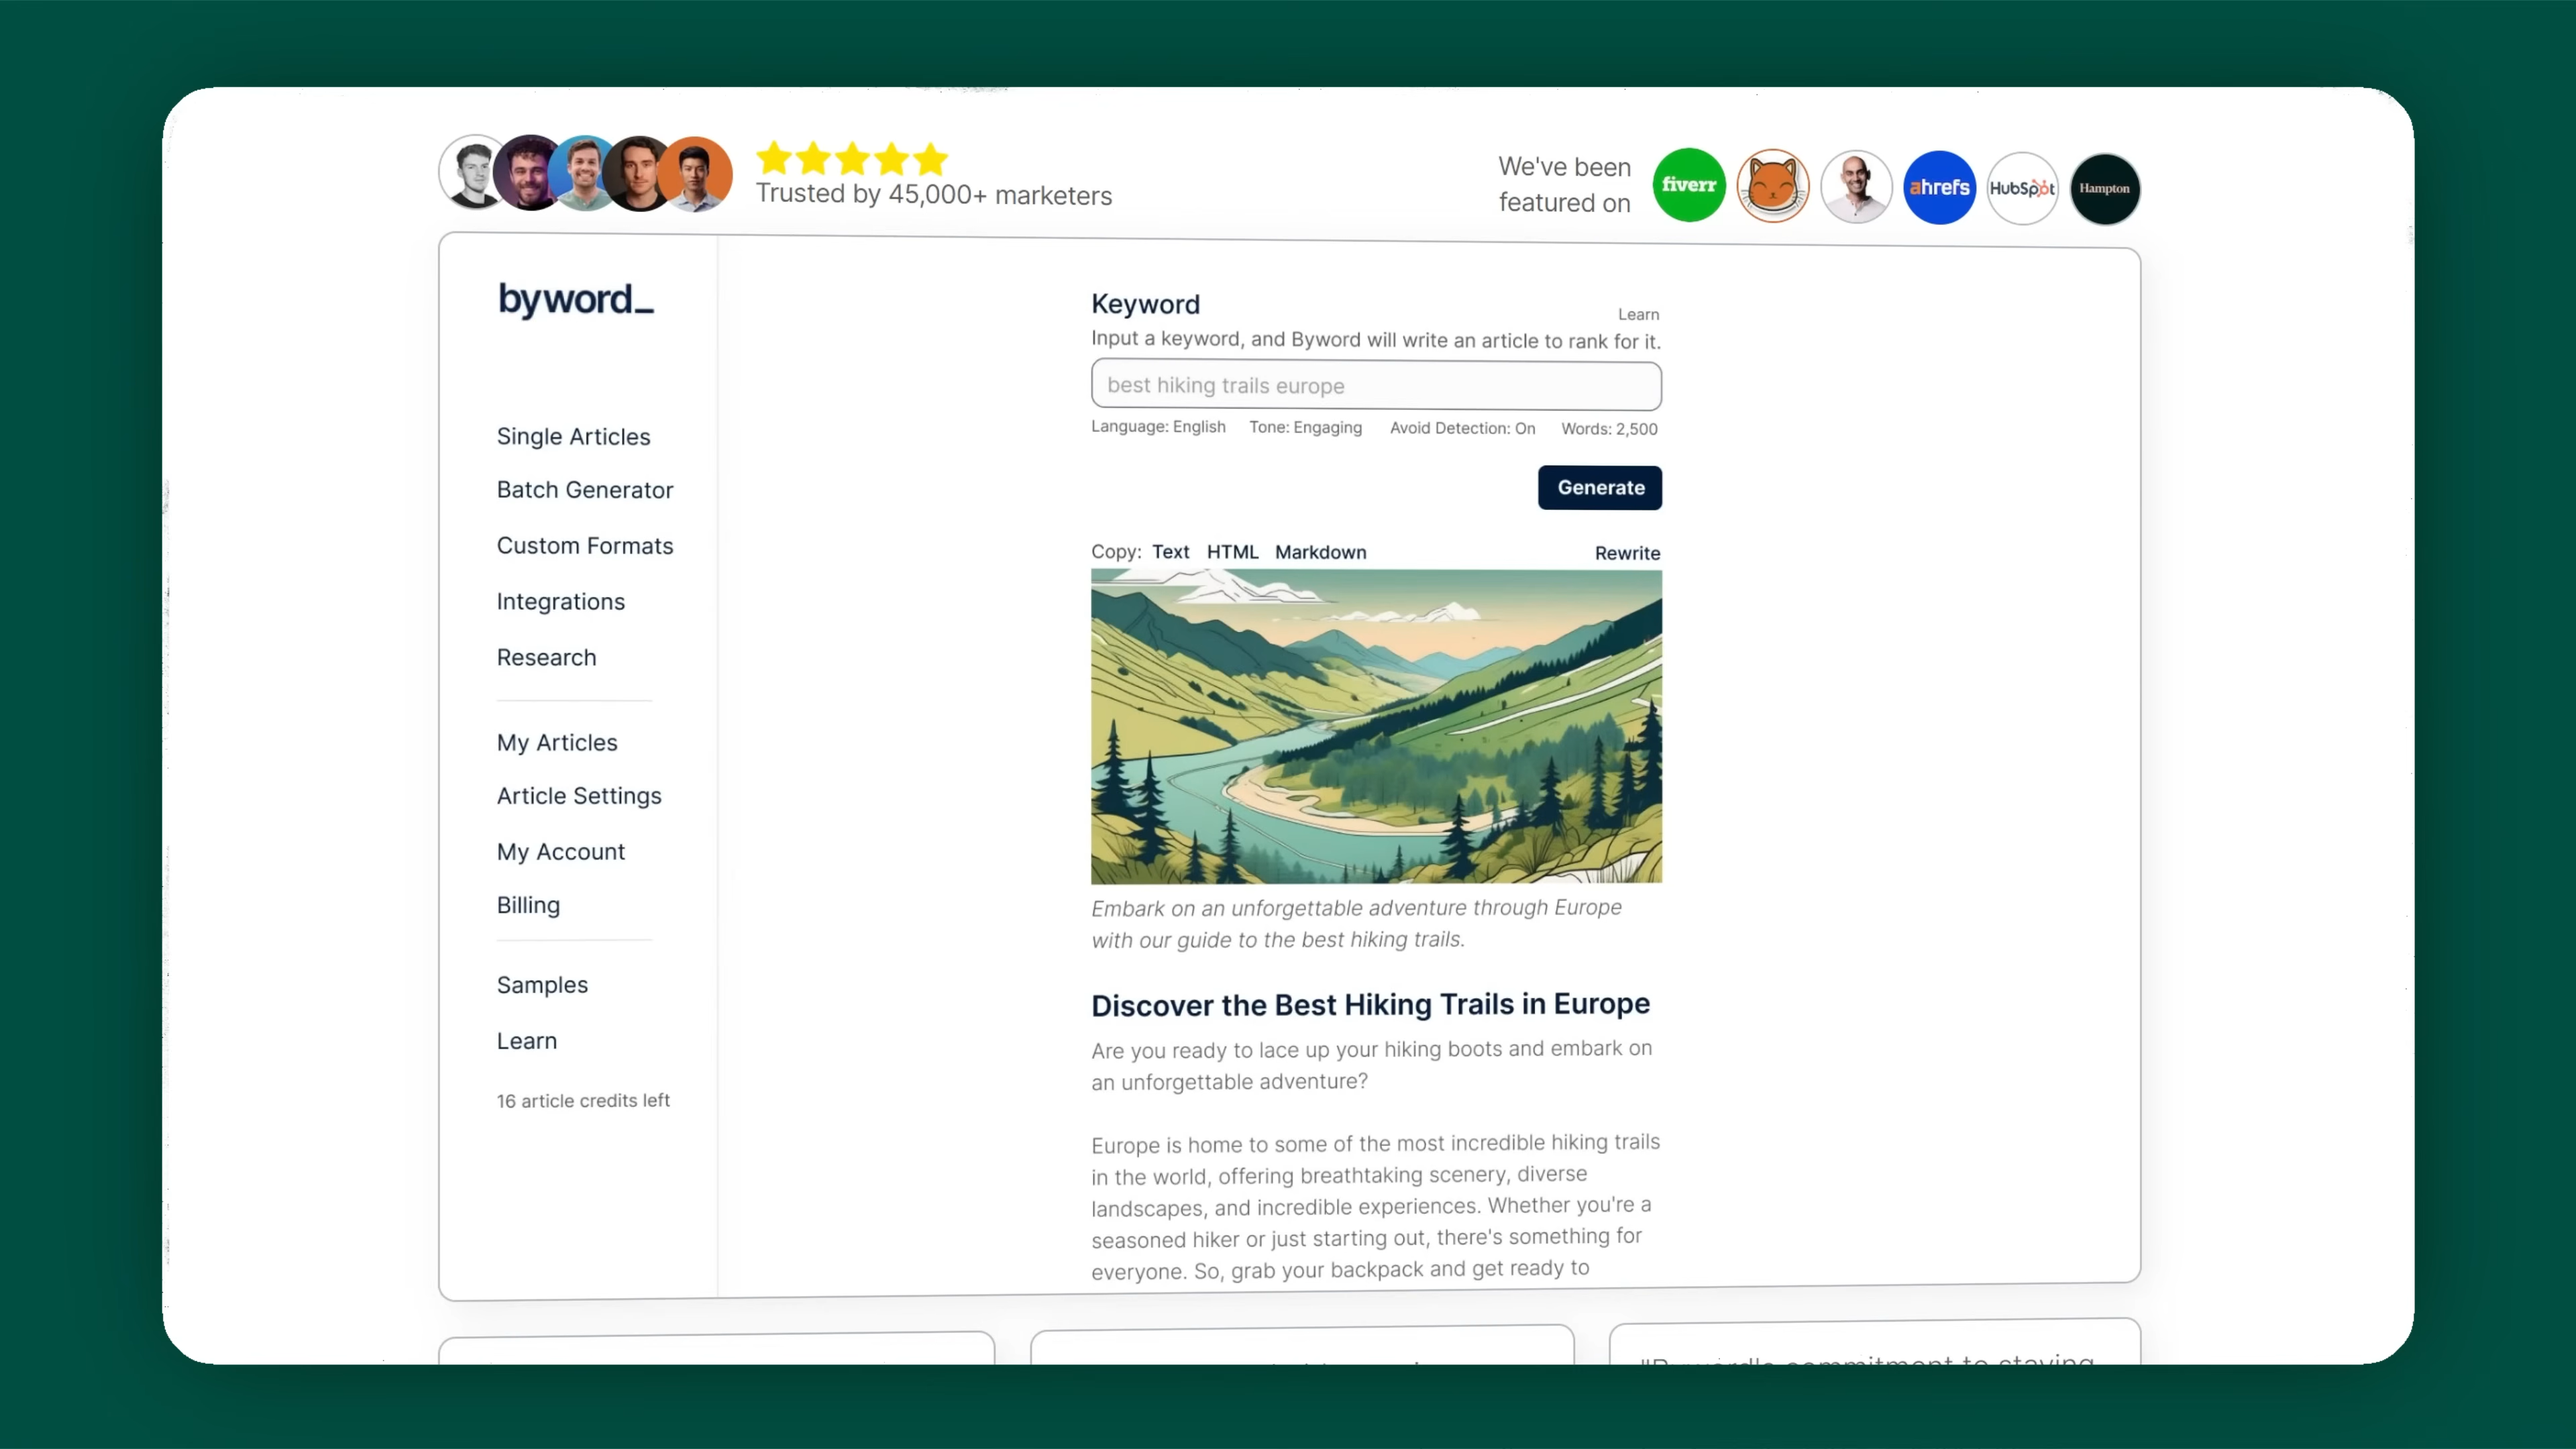 Trusted by 45,000+ marketers
We've been
featured on
fiverr
ahrefs
HubSpot
Hampton
byword_
Single Articles
Batch Generator
Custom Formats
Integrations
Research
My Articles
Article Settings
My Account
Billing
Samples
Learn
16 article credits left
Keyword
Learn
Input a keyword, and Byword will write an article to rank for it.
best hiking trails europe
Language: English Tone: Engaging Avoid Detection: On Words: 2,500
Generate
Copy: Text HTML Markdown Rewrite
Embark on an unforgettable adventure through Europe
with our guide to the best hiking trails.
Discover the Best Hiking Trails in Europe
Are you ready to lace up your hiking boots and embark on
an unforgettable adventure?
Europe is home to some of the most incredible hiking trails
in the world, offering breathtaking scenery, diverse
landscapes, and incredible experiences. Whether you're a
seasoned hiker or just starting out, there's something for
everyone. So, grab your backpack and get ready to
"Byword's commitment to staying